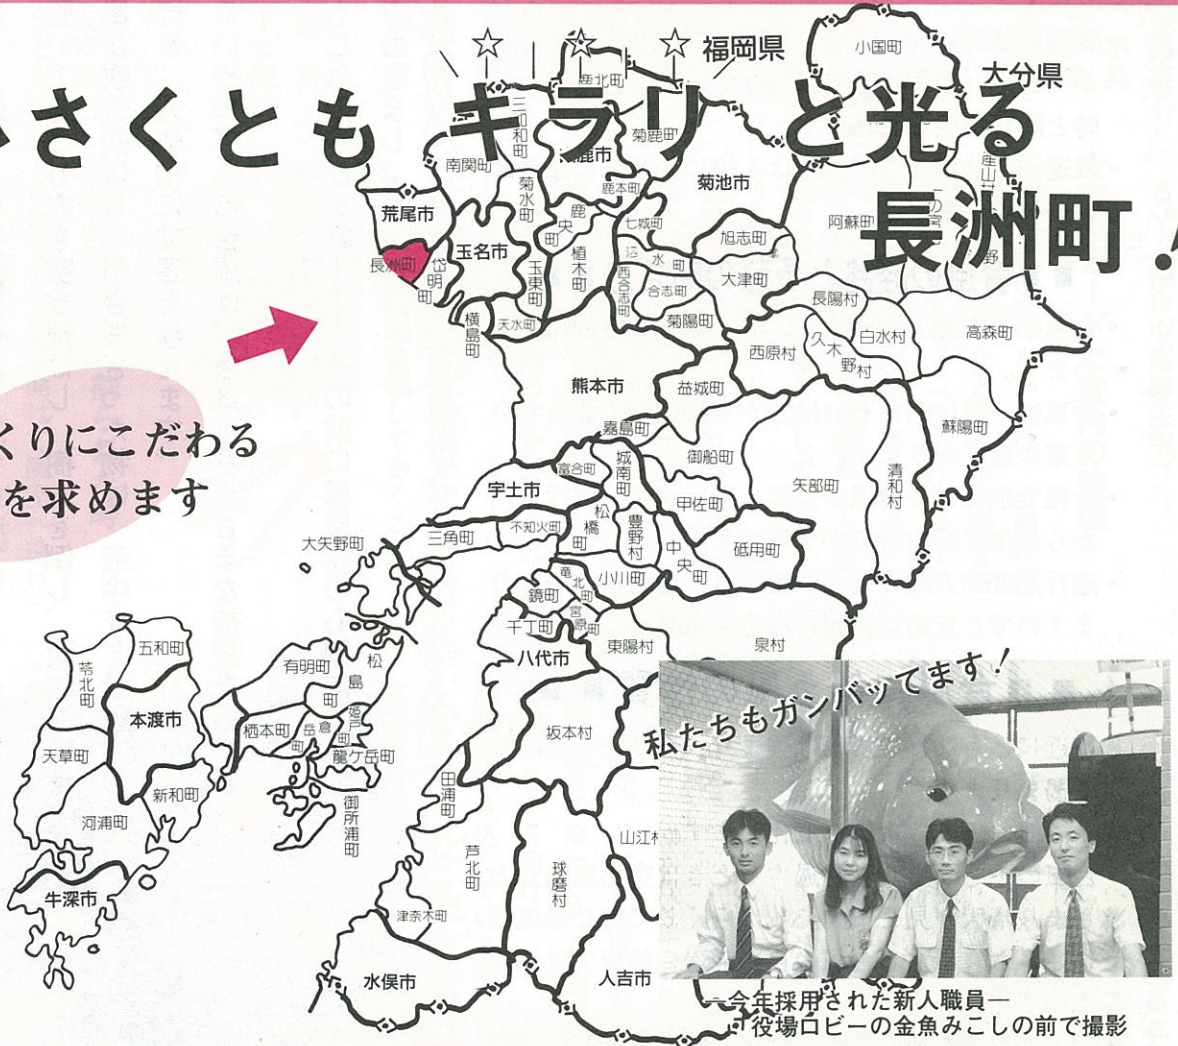 さくともキラリと光る
長洲町！
福岡県
大分県
くりにこだわる
を求めます
小国町
鹿北町
南関町
菊鹿町
荒尾市
菊水町
鹿本町
菊池市
長洲町
岱明町
玉名市
玉東町
鹿央町
植木町
七城町
泗水町
西合志町
合志町
旭志町
大津町
阿蘇町
横島町
天水町
菊陽町
西原村
長陽村
久木野村
白水村
高森町
熊本市
益城町
嘉島町
御船町
蘇陽町
矢部町
清和村
富合町
城南町
甲佐町
宇土市
不知火町
松橋町
豊野村
中央町
砥用町
三角町
大矢野町
竜北町
小川町
鏡町
宮原町
千丁町
八代市
東陽村
泉村
五和町
苓北町
本渡市
有明町
松島町
栖本町
倉岳町
姫戸町
龍ケ岳町
天草町
新和町
河浦町
御所浦町
牛深市
坂本村
田浦町
芦北町
球磨村
山江村
津奈木町
水俣市
人吉市
私たちもガンバッてます！
―今年採用された新人職員―
役場ロビーの金魚みこしの前で撮影